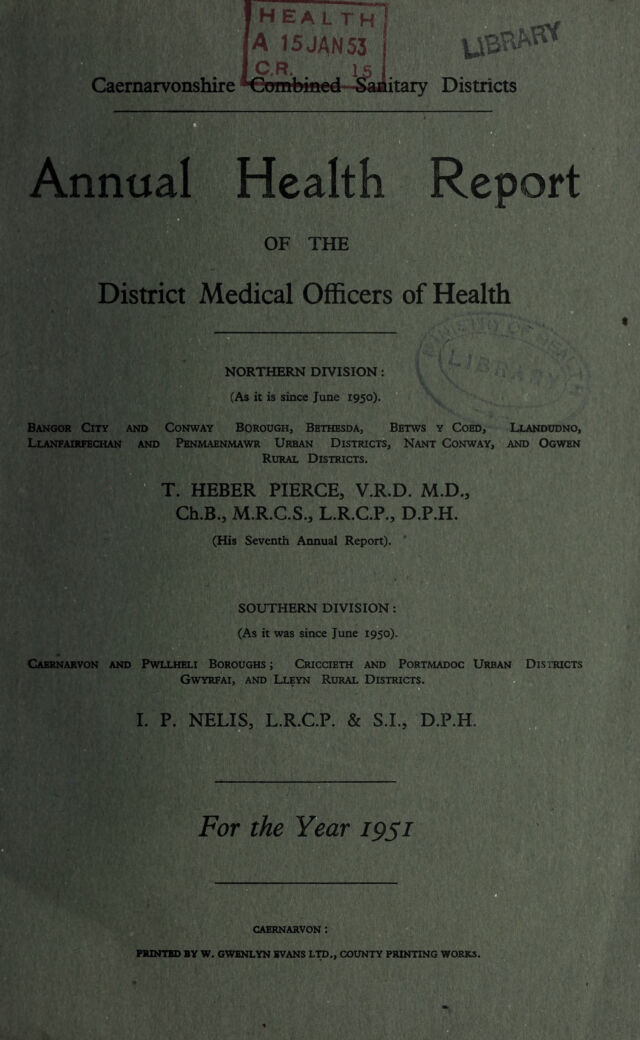 HEALTH
A 15 JAN 53
C.R. 15
LIBRARY
Caernarvonshire Combined Sanitary Districts
Annual Health Report
OF THE
District Medical Officers of Health
MINISTRY OF HEALTH
LIBRARY
NORTHERN DIVISION :
(As it is since June 1950).
BANGOR CITY AND CONWAY BOROUGH, BETHESDA, BETWS Y COED, LLANDUDNO,
LLANFAIRFECHAN AND PENMAENMAWR URBAN DISTRICTS, NANT CONWAY, AND OGWEN
RURAL DISTRICTS.
T. HEBER PIERCE, V.R.D. M.D.,
Ch.B., M.R.C.S., L.R.C.P., D.P.H.
(His Seventh Annual Report).
SOUTHERN DIVISION :
(As it was since June 1950).
CAERNARVON AND PWLLHELI BOROUGHS ; CRICCIETH AND PORTMADOC URBAN DISTRICTS
GWYRFAI, AND LLEYN RURAL DISTRICTS.
I. P. NELIS, L.R.C.P. & S.I., D.P.H.
For the Year 1951
CAERNARVON :
PRINTED BY W. GWENLYN EVANS LTD., COUNTY PRINTING WORKS.